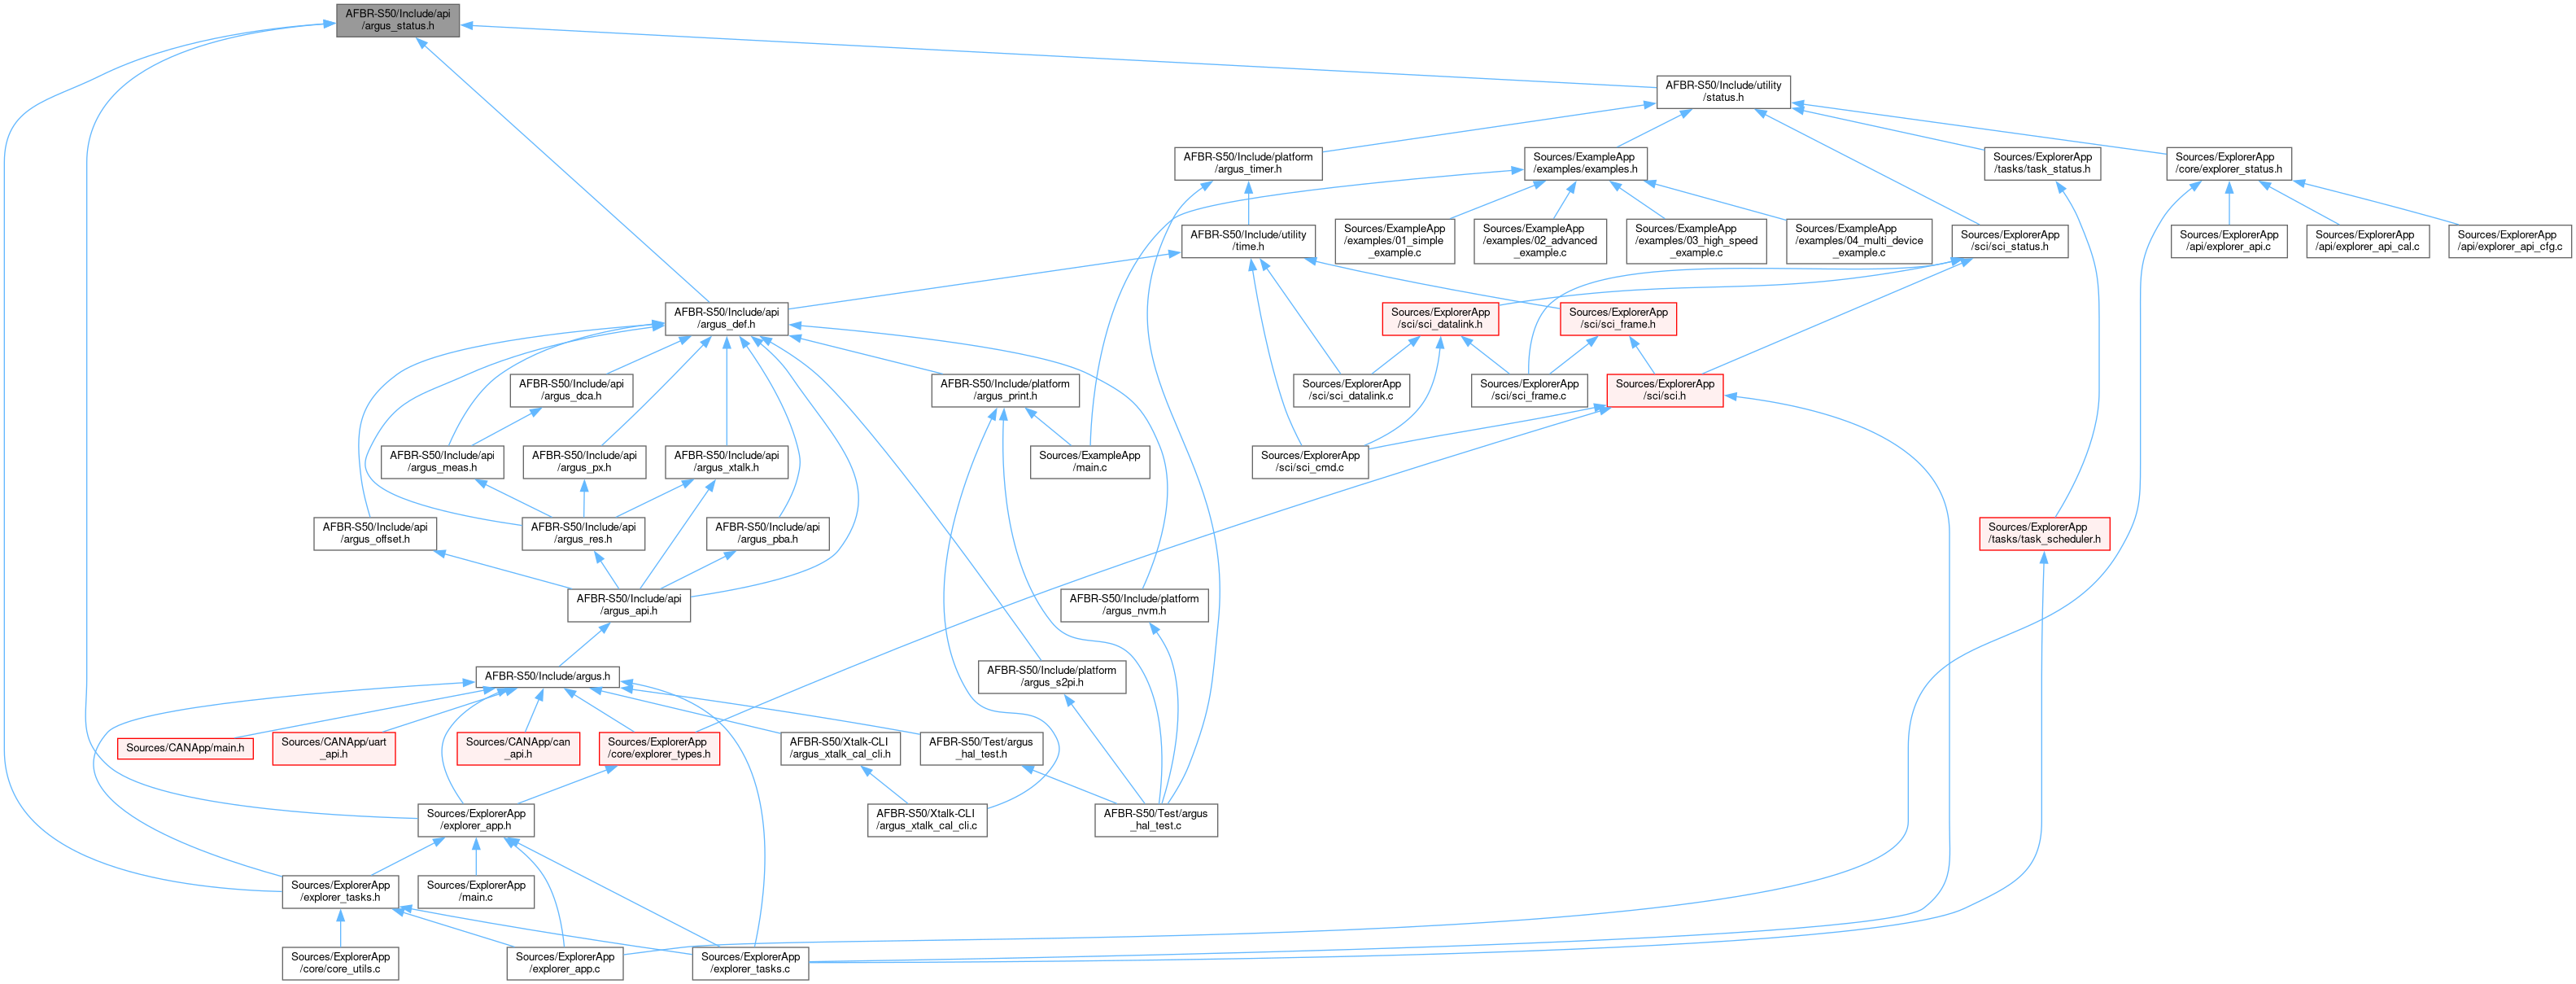 AFBR-S50/Include/api
/argus_status.h
AFBR-S50/Include/utility
/status.h
AFBR-S50/Include/platform
/argus_timer.h
Sources/ExampleApp
/examples/examples.h
Sources/ExplorerApp
/tasks/task_status.h
Sources/ExplorerApp
/core/explorer_status.h
AFBR-S50/Include/utility
/time.h
Sources/ExampleApp
/examples/01_simple
_example.c
Sources/ExampleApp
/examples/02_advanced
_example.c
Sources/ExampleApp
/examples/03_high_speed
_example.c
Sources/ExampleApp
/examples/04_multi_device
_example.c
Sources/ExplorerApp
/sci/sci_status.h
Sources/ExplorerApp
/api/explorer_api.c
Sources/ExplorerApp
/api/explorer_api_cal.c
Sources/ExplorerApp
/api/explorer_api_cfg.c
AFBR-S50/Include/api
/argus_def.h
Sources/ExplorerApp
/sci/sci_datalink.h
Sources/ExplorerApp
/sci/sci_frame.h
AFBR-S50/Include/api
/argus_dca.h
AFBR-S50/Include/platform
/argus_print.h
Sources/ExplorerApp
/sci/sci_datalink.c
Sources/ExplorerApp
/sci/sci_frame.c
Sources/ExplorerApp
/sci/sci.h
AFBR-S50/Include/api
/argus_meas.h
AFBR-S50/Include/api
/argus_px.h
AFBR-S50/Include/api
/argus_xtalk.h
Sources/ExampleApp
/main.c
Sources/ExplorerApp
/sci/sci_cmd.c
AFBR-S50/Include/api
/argus_offset.h
AFBR-S50/Include/api
/argus_res.h
AFBR-S50/Include/api
/argus_pba.h
Sources/ExplorerApp
/tasks/task_scheduler.h
AFBR-S50/Include/api
/argus_api.h
AFBR-S50/Include/platform
/argus_nvm.h
AFBR-S50/Include/argus.h
AFBR-S50/Include/platform
/argus_s2pi.h
Sources/CANApp/main.h
Sources/CANApp/uart
_api.h
Sources/CANApp/can
_api.h
Sources/ExplorerApp
/core/explorer_types.h
AFBR-S50/Xtalk-CLI
/argus_xtalk_cal_cli.h
AFBR-S50/Test/argus
_hal_test.h
Sources/ExplorerApp
/explorer_app.h
AFBR-S50/Xtalk-CLI
/argus_xtalk_cal_cli.c
AFBR-S50/Test/argus
_hal_test.c
Sources/ExplorerApp
/explorer_tasks.h
Sources/ExplorerApp
/main.c
Sources/ExplorerApp
/core/core_utils.c
Sources/ExplorerApp
/explorer_app.c
Sources/ExplorerApp
/explorer_tasks.c